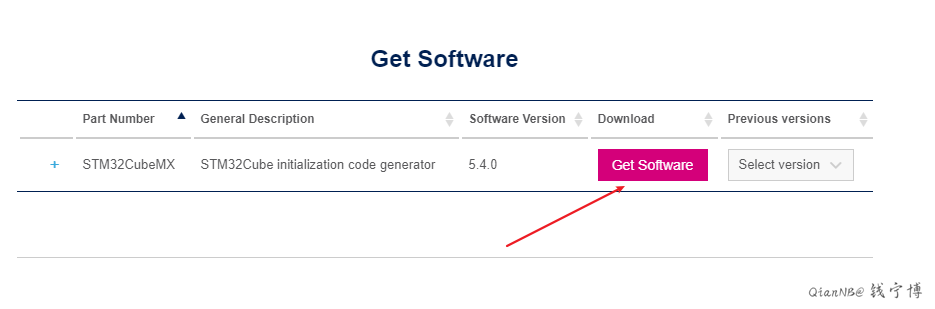 Get Software
Part Number General Description Software Version Download Previous versions
+ STM32CubeMX STM32Cube initialization code generator 5.4.0 Get Software Select version
QianNB@ 钱宁博